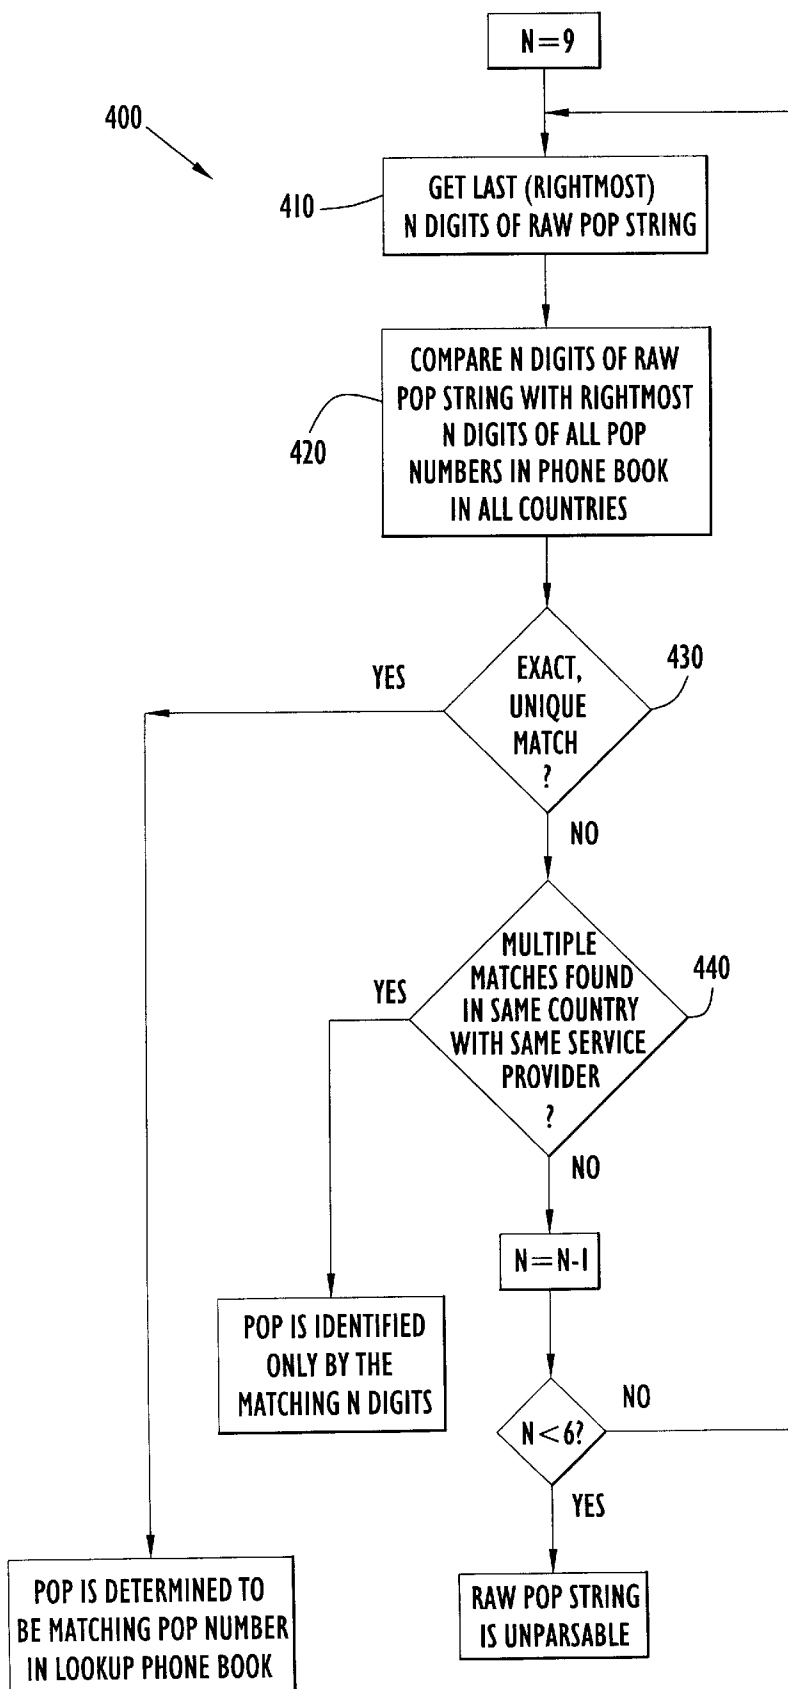 N=9
400
410
GET LAST (RIGHTMOST)
N DIGITS OF RAW POP STRING
420
COMPARE N DIGITS OF RAW
POP STRING WITH RIGHTMOST
N DIGITS OF ALL POP
NUMBERS IN PHONE BOOK
IN ALL COUNTRIES
YES
EXACT,
UNIQUE
MATCH
?
430
NO
YES
MULTIPLE
MATCHES FOUND
IN SAME COUNTRY
WITH SAME SERVICE
PROVIDER
?
440
NO
N=N-1
POP IS IDENTIFIED
ONLY BY THE
MATCHING N DIGITS
N<6?
NO
YES
POP IS DETERMINED TO
BE MATCHING POP NUMBER
IN LOOKUP PHONE BOOK
RAW POP STRING
IS UNPARSABLE